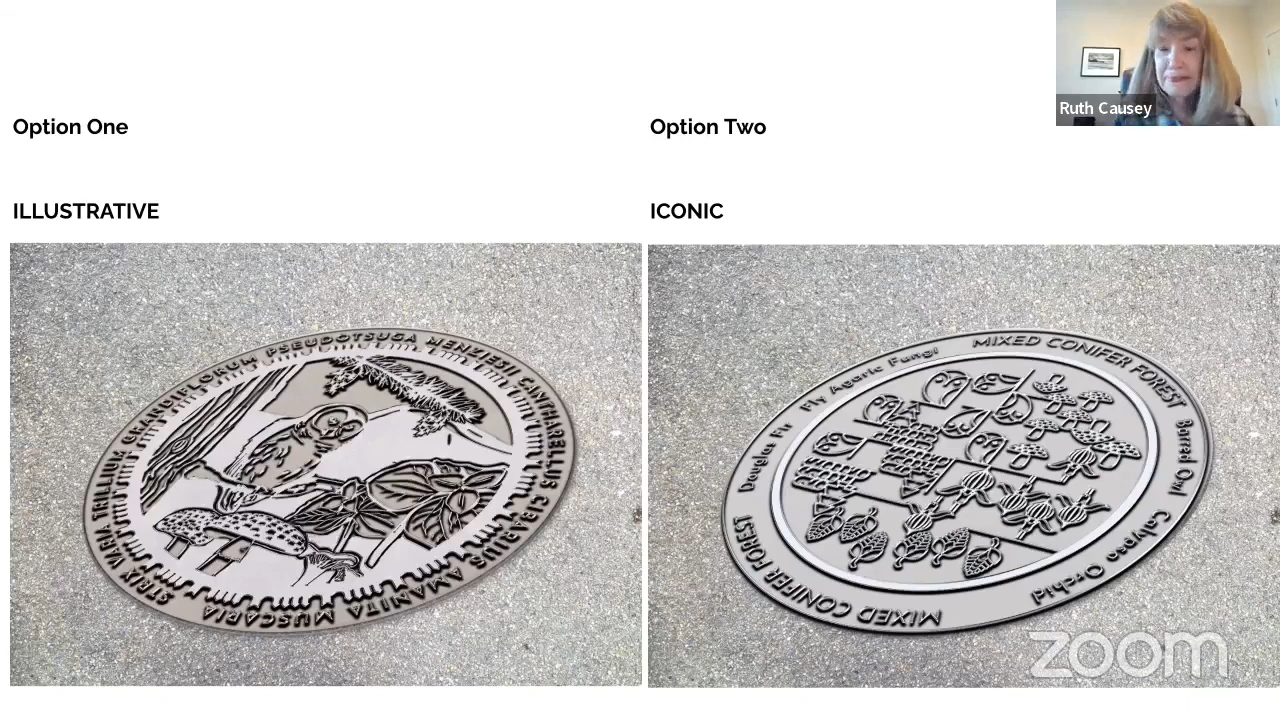 Ruth Causey
Option One
Option Two
ILLUSTRATIVE
ICONIC
STRIX VARIA TRILLIUM GRANDIFLORUM PSEUDOTSUGA MENZIESII CANTHARELLUS CIBARIUS AMANITA MUSCARIA
MIXED CONIFER FOREST
Barred Owl
Calypso Orchid
MIXED CONIFER FOREST
Douglas Fir
Fly Agaric Fungi
zoom